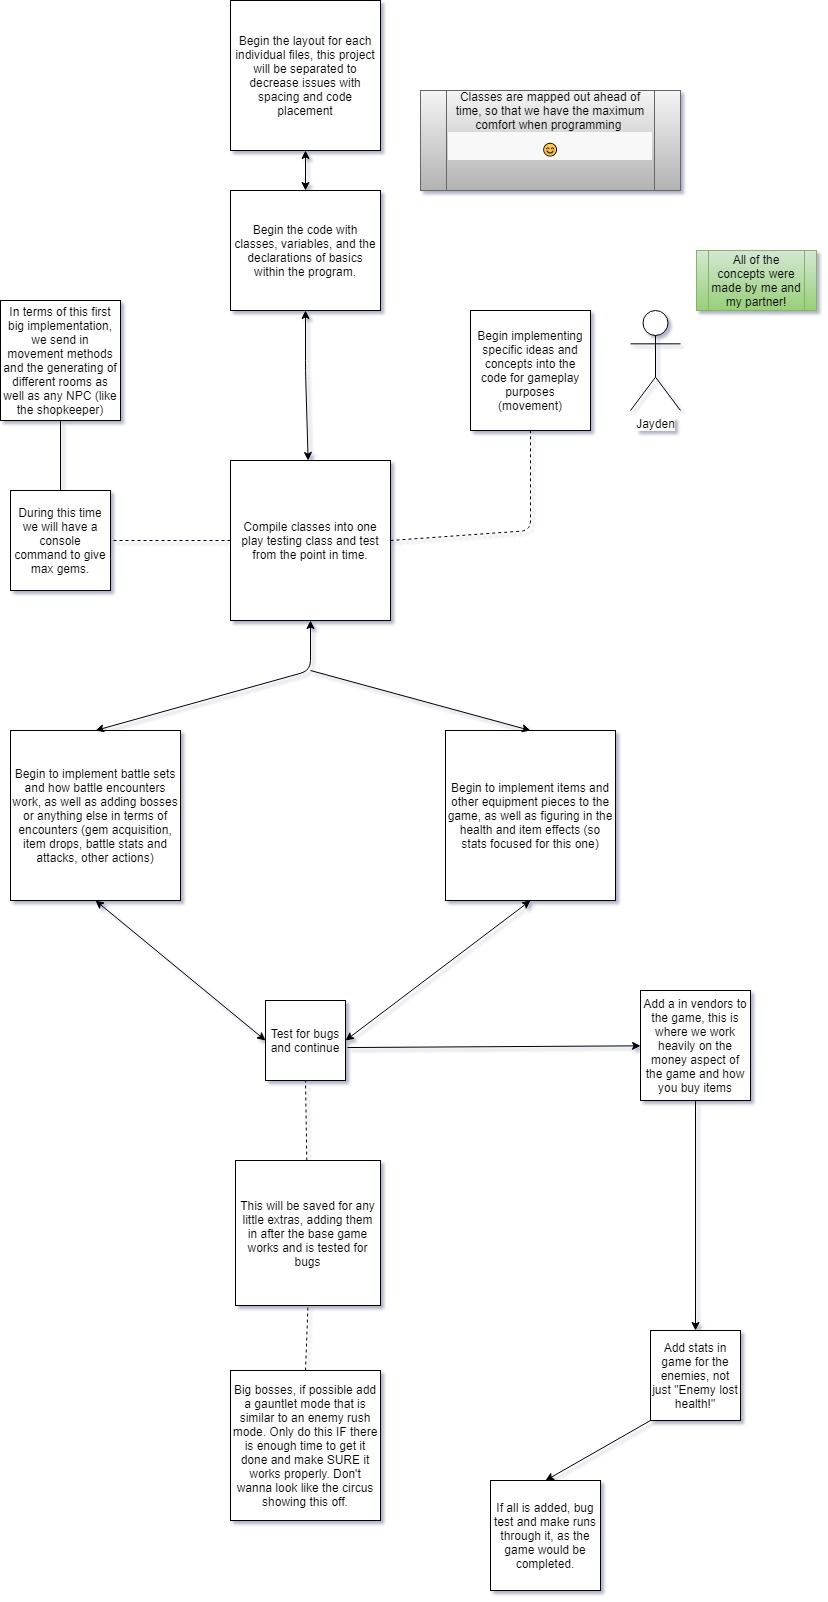 Begin the layout for each
individual files, this project
will be separated to
decrease issues with
spacing and code
placement
Classes are mapped out ahead of
time, so that we have the maximum
comfort when programming
Begin the code with
classes, variables, and the
declarations of basics
within the program.
All of the
concepts were
made by me and
my partner!
In terms of this first
big implementation,
we send in
movement methods
and the generating of
different rooms as
well as any NPC (like
the shopkeeper)
Begin implementing
specific ideas and
concepts into the
code for gameplay
purposes
(movement)
Jayden
During this time
we will have a
console
command to give
max gems.
Compile classes into one
play testing class and test
from the point in time.
Begin to implement battle sets
and how battle encounters
work, as well as adding bosses
or anything else in terms of
encounters (gem acquisition,
item drops, battle stats and
attacks, other actions)
Begin to implement items and
other equipment pieces to the
game, as well as figuring in the
health and item effects (so
stats focused for this one)
Test for bugs
and continue
Add a in vendors to
the game, this is
where we work
heavily on the
money aspect of
the game and how
you buy items
This will be saved for any
little extras, adding them
in after the base game
works and is tested for
bugs
Add stats in
game for the
enemies, not
just "Enemy lost
health!"
Big bosses, if possible add
a gauntlet mode that is
similar to an enemy rush
mode. Only do this IF there
is enough time to get it
done and make SURE it
works properly. Don't
wanna look like the circus
showing this off.
If all is added, bug
test and make runs
through it, as the
game would be
completed.